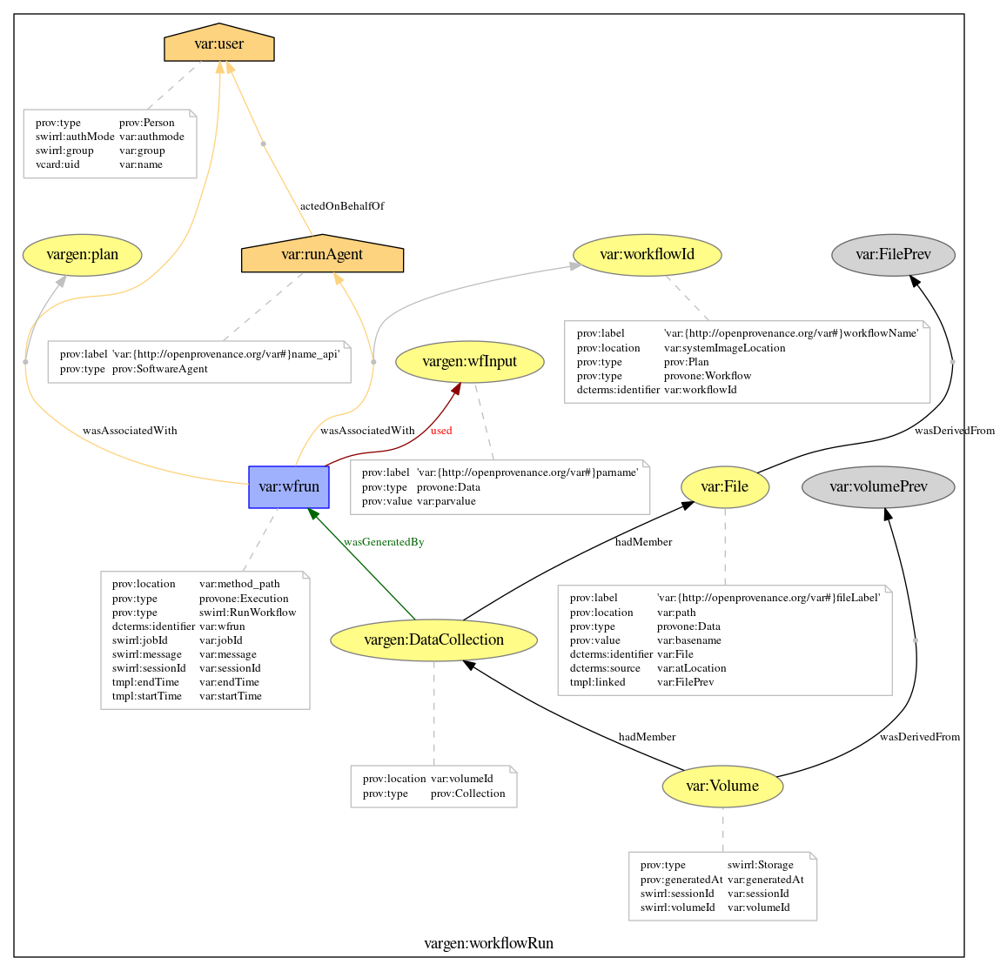 var:user
prov:type prov:Person
swirrl:authMode var:authmode
swirrl:group var:group
vcard:uid var:name
actedOnBehalfOf
vargen:plan
var:runAgent
var:workflowId
var:FilePrev
prov:label 'var:{http://openprovenance.org/var#}name_api'
prov:type prov:SoftwareAgent
vargen:wfInput
prov:label 'var:{http://openprovenance.org/var#}workflowName'
prov:location var:systemImageLocation
prov:type prov:Plan
prov:type provone:Workflow
dcterms:identifier var:workflowId
wasAssociatedWith
wasAssociatedWith
used
wasDerivedFrom
var:wfrun
prov:label 'var:{http://openprovenance.org/var#}parname'
prov:type provone:Data
prov:value var:parvalue
var:File
var:volumePrev
wasGeneratedBy
hadMember
prov:location var:method_path
prov:type provone:Execution
prov:type swirrl:RunWorkflow
dcterms:identifier var:wfrun
swirrl:jobId var:jobId
swirrl:message var:message
swirrl:sessionId var:sessionId
tmpl:endTime var:endTime
tmpl:startTime var:startTime
vargen:DataCollection
prov:label 'var:{http://openprovenance.org/var#}fileLabel'
prov:location var:path
prov:type provone:Data
prov:value var:basename
dcterms:identifier var:File
dcterms:source var:atLocation
tmpl:linked var:FilePrev
hadMember
wasDerivedFrom
prov:location var:volumeId
prov:type prov:Collection
var:Volume
prov:type swirrl:Storage
prov:generatedAt var:generatedAt
swirrl:sessionId var:sessionId
swirrl:volumeId var:volumeId
vargen:workflowRun